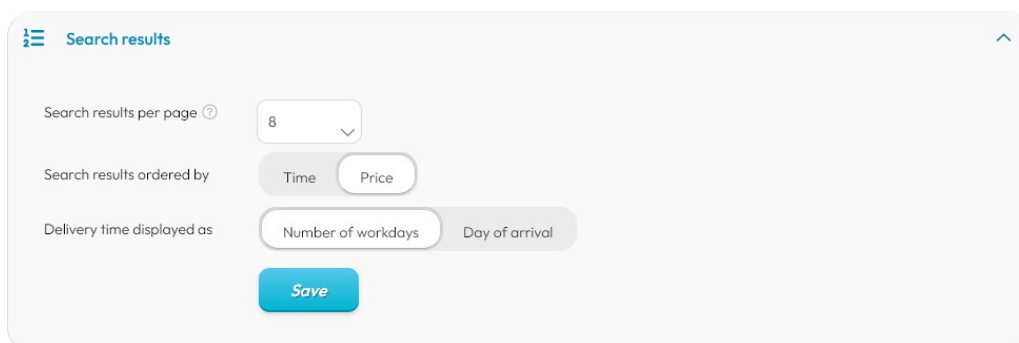 Search results
Search results per page
8
Search results ordered by
Time
Price
Delivery time displayed as
Number of workdays
Day of arrival
Save